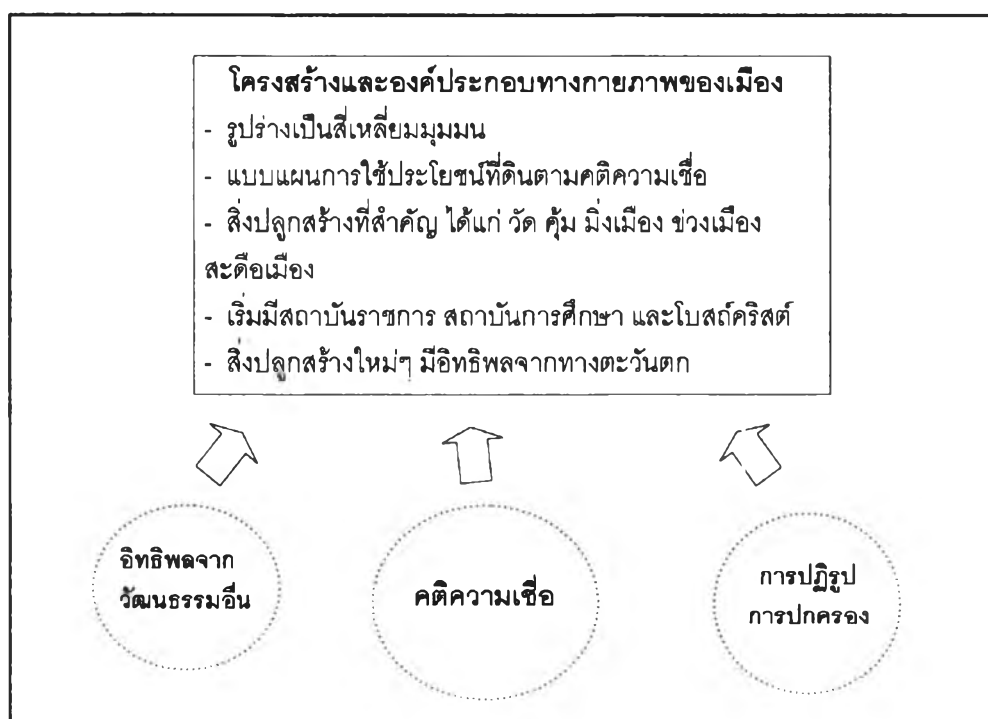 โครงสร้างและองค์ประกอบทางกายภาพของเมือง
- รูปร่างเป็นสี่เหลี่ยมมุมมน
- แบบแผนการใช้ประโยชน์ที่ดินตามคติความเชื่อ
- สิ่งปลูกสร้างที่สำคัญ ได้แก่ วัด คุ้ม มิ่งเมือง ข่วงเมือง
สะดือเมือง
- เริ่มมีสถาบันราชการ สถาบันการศึกษา และโบสถ์คริสต์
- สิ่งปลูกสร้างใหม่ๆ มีอิทธิพลจากทางตะวันตก
อิทธิพลจาก
วัฒนธรรมอื่น
คติความเชื่อ
การปฏิรูป
การปกครอง